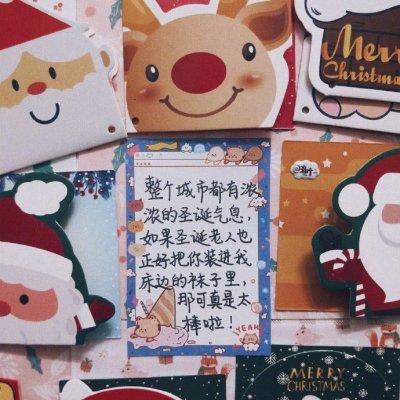 Merry
Christmas
整个城市都有浓
浓的圣诞气息，
如果圣诞老人也
正好把你装进我
床边的袜子里，
那可真是太
棒啦！
YEAH
MERRY
CHRISTMAS